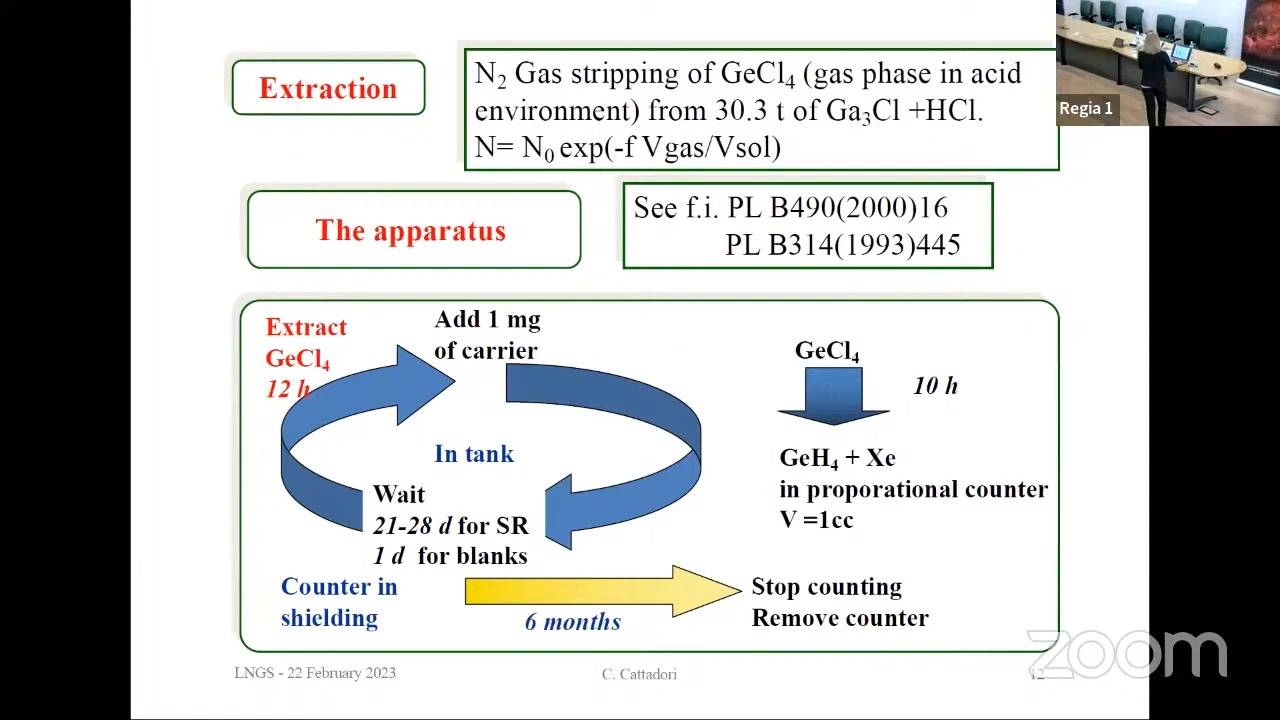 Extraction
N₂ Gas stripping of GeCl₄ (gas phase in acid
environment) from 30.3 t of Ga₃Cl +HCl.
N= N₀ exp(-f Vgas/Vsol)
Regia 1
The apparatus
See f.i. PL B490(2000)16
PL B314(1993)445
Extract
GeCl₄
12 h
Add 1 mg
of carrier
In tank
Wait
21-28 d for SR
1 d for blanks
GeCl₄
10 h
GeH₄ + Xe
in proporational counter
V =1cc
Counter in
shielding
6 months
Stop counting
Remove counter
LNGS - 22 February 2023
C. Cattadori
12
zoom